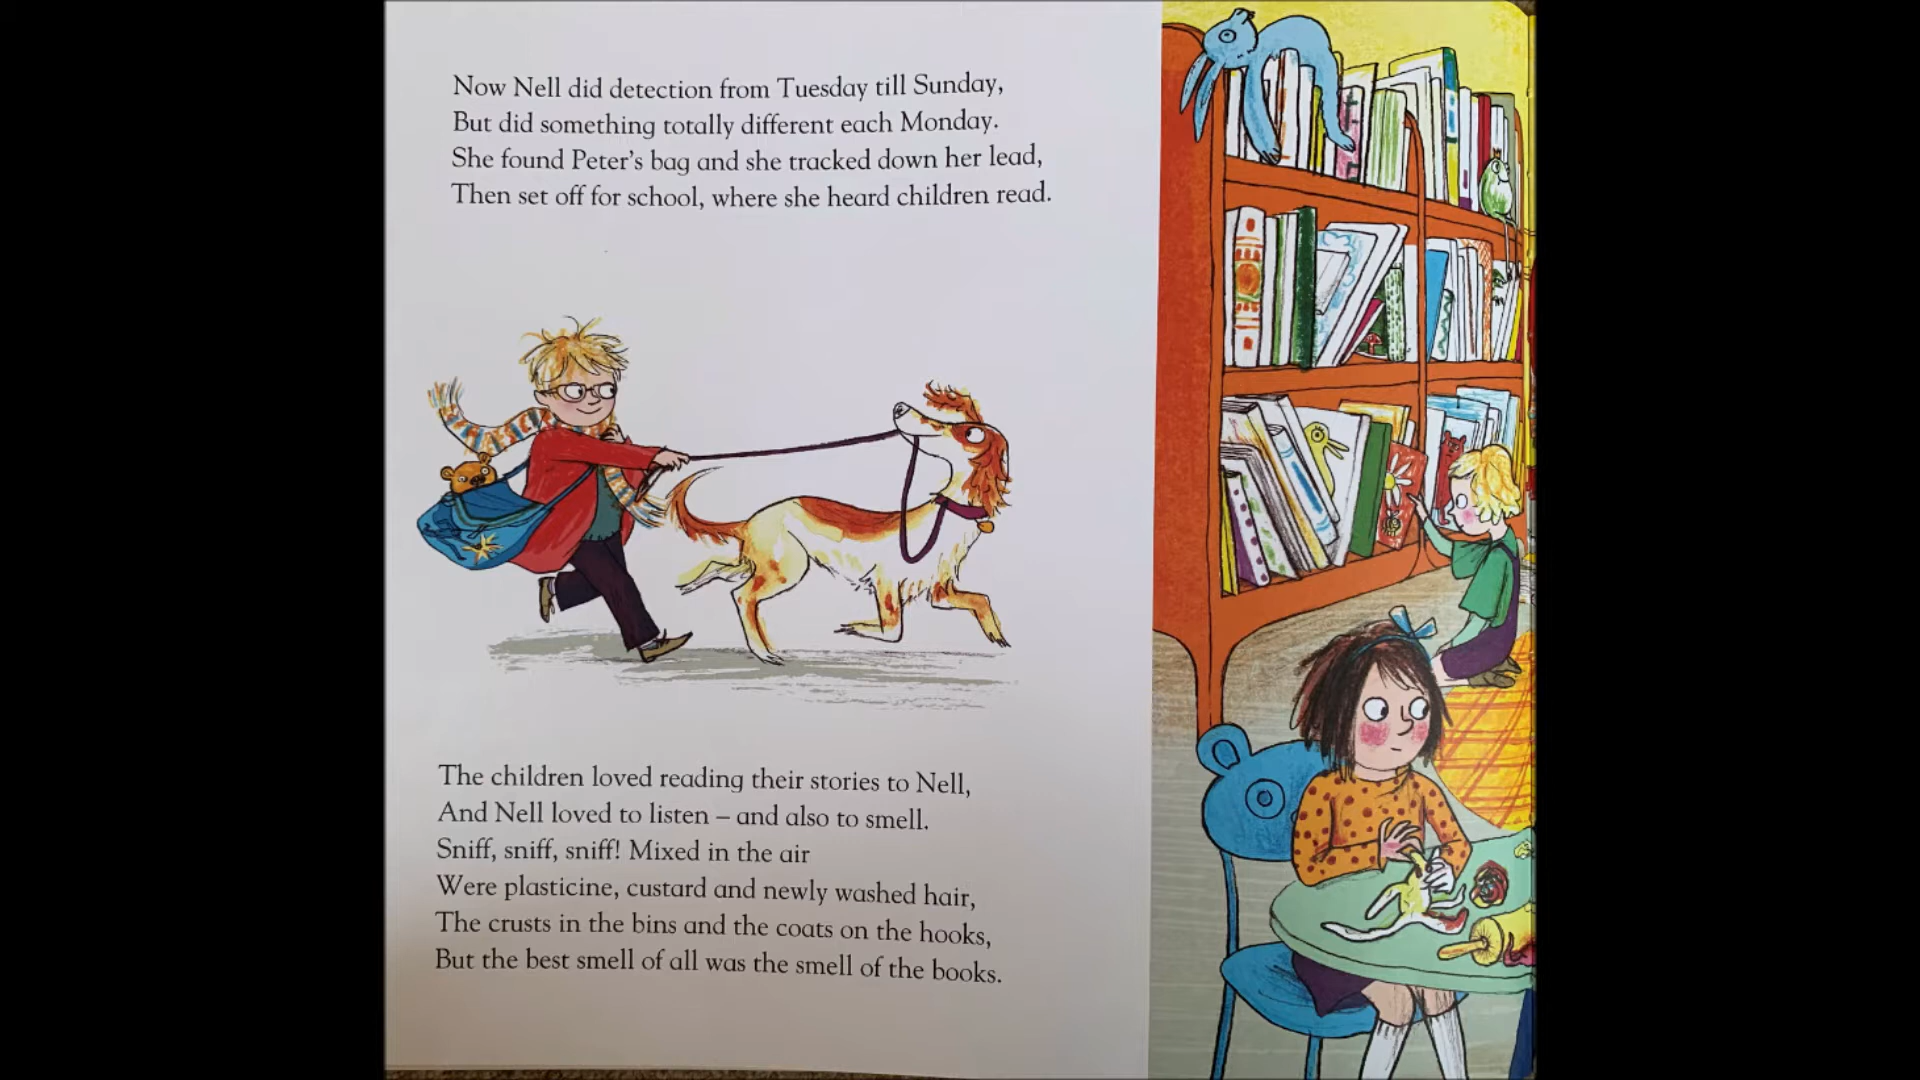 Now Nell did detection from Tuesday till Sunday,
But did something totally different each Monday.
She found Peter's bag and she tracked down her lead,
Then set off for school, where she heard children read.
The children loved reading their stories to Nell,
And Nell loved to listen – and also to smell.
Sniff, sniff, sniff! Mixed in the air
Were plasticine, custard and newly washed hair,
The crusts in the bins and the coats on the hooks,
But the best smell of all was the smell of the books.